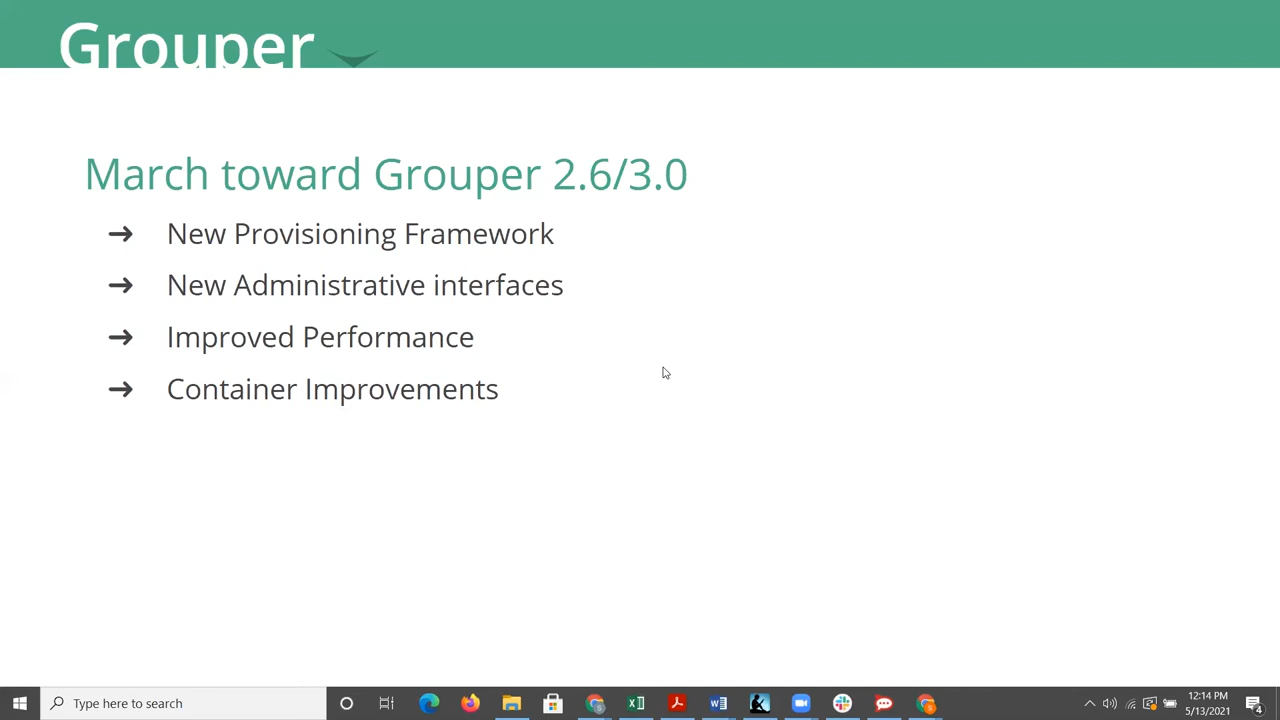 Grouper
March toward Grouper 2.6/3.0
➔ New Provisioning Framework
➔ New Administrative interfaces
➔ Improved Performance
➔ Container Improvements
Type here to search
12:14 PM
5/13/2021
4